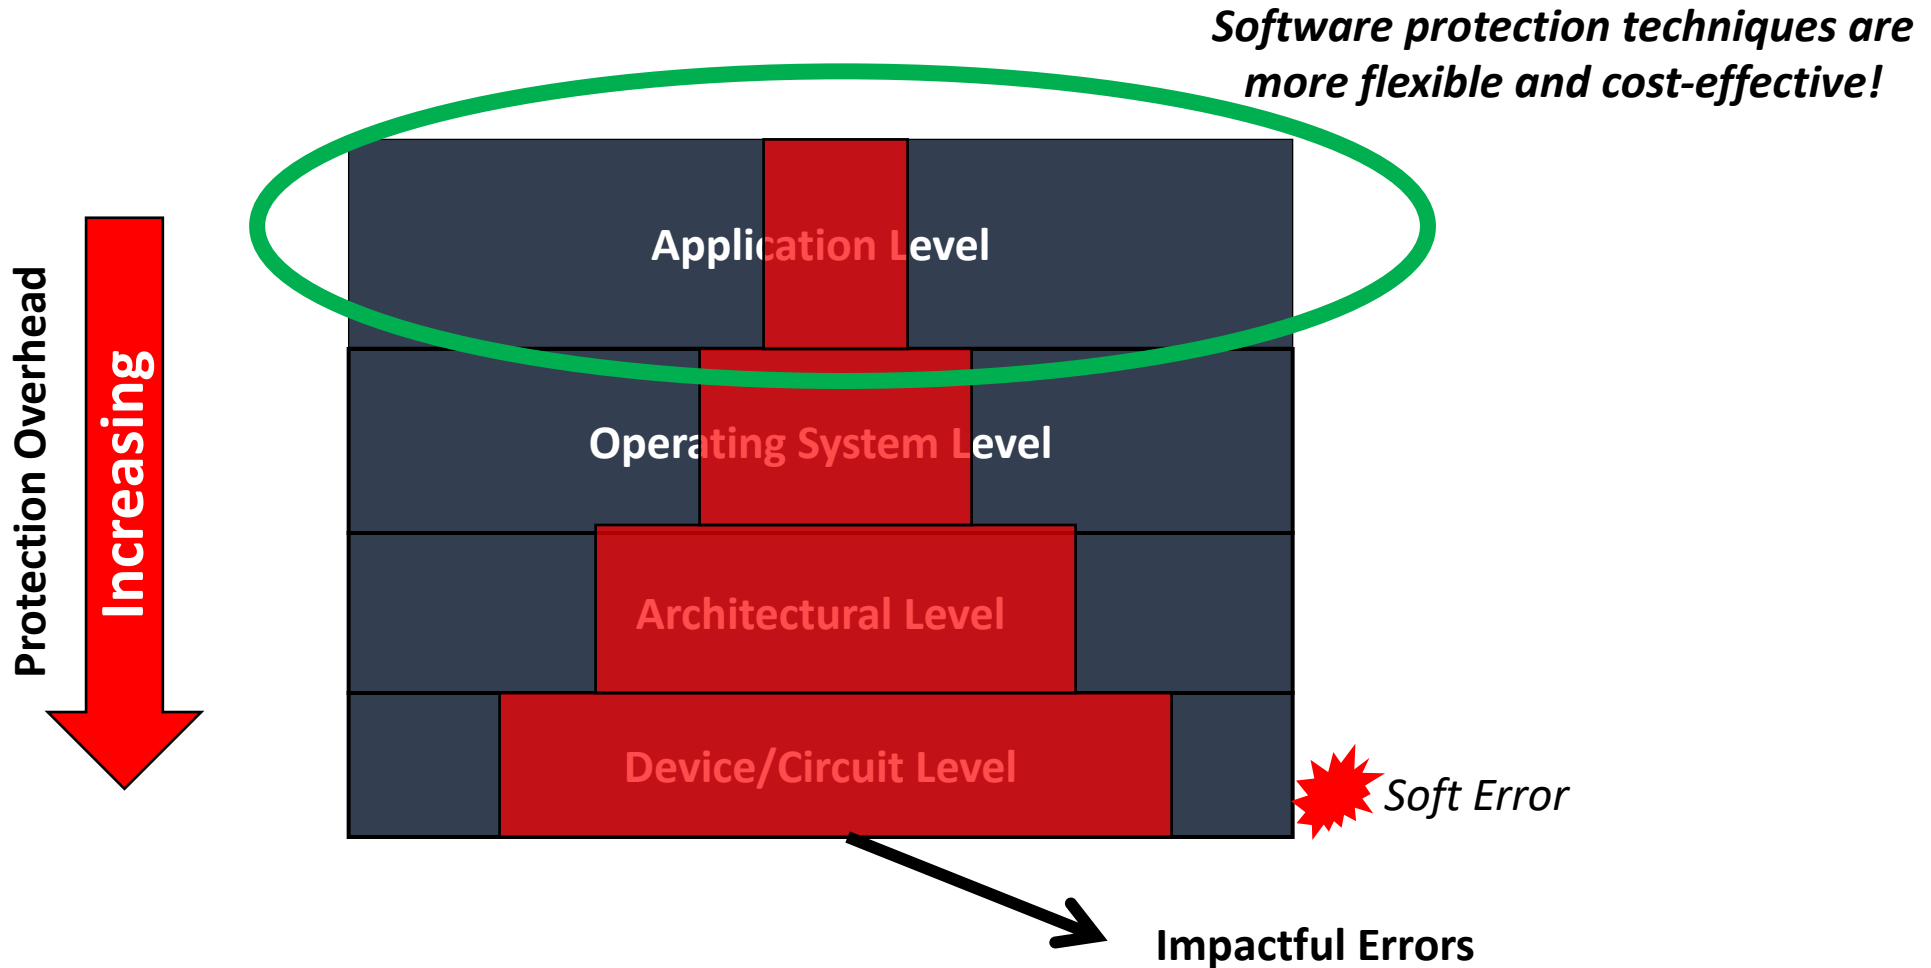 Software protection techniques are
more flexible and cost-effective!
Protection Overhead
Increasing
Application Level
Operating System Level
Architectural Level
Device/Circuit Level
Soft Error
Impactful Errors